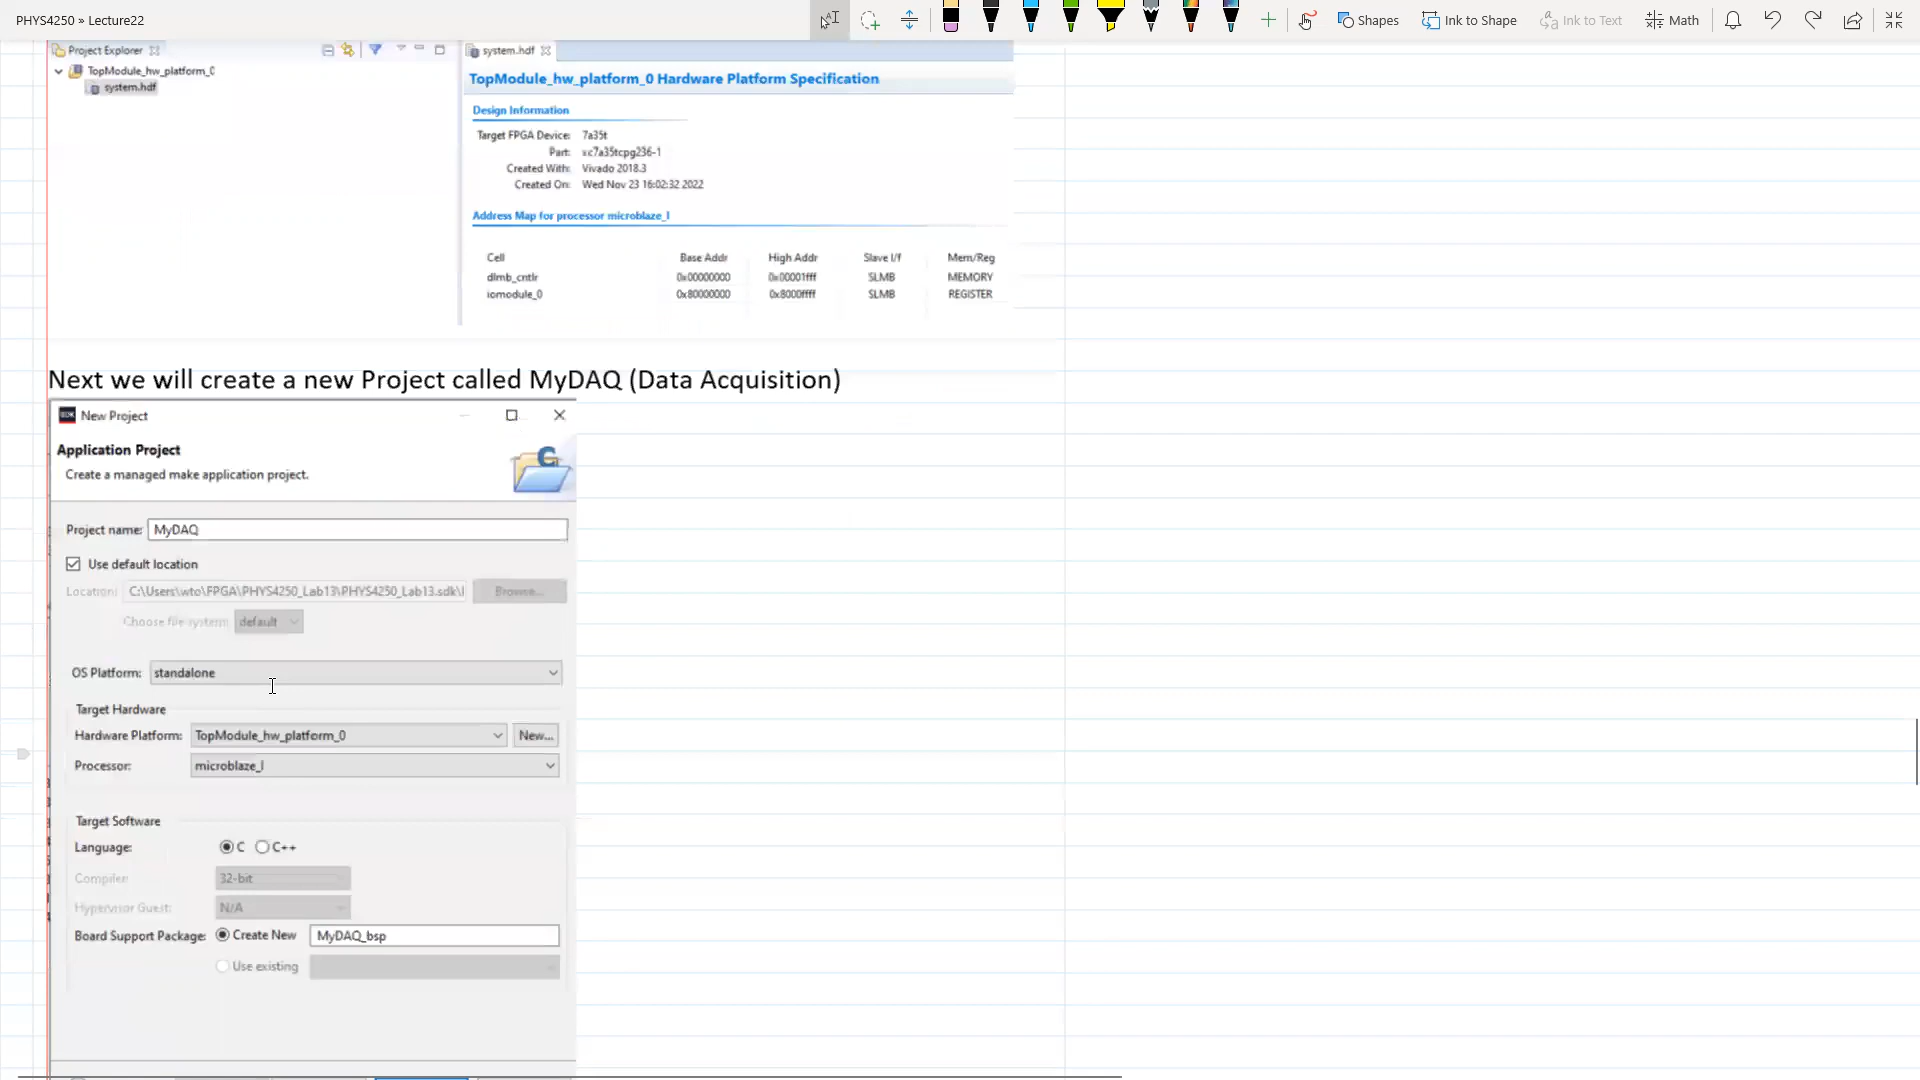 PHYS4250 » Lecture22
Shapes
Ink to Shape
Ink to Text
Math
Project Explorer
system.hdf
TopModule_hw_platform_0
system.hdf
TopModule_hw_platform_0 Hardware Platform Specification
Design Information
Target FPGA Device: 7a35t
Part: xc7a35tcpg236-1
Created With: Vivado 2018.3
Created On: Wed Nov 23 16:02:32 2022
Address Map for processor microblaze_I
Cell Base Addr High Addr Slave I/f Mem/Reg
dlmb_cntlr 0x00000000 0x00001fff SLMB MEMORY
iomodule_0 0x80000000 0x8000ffff SLMB REGISTER
Next we will create a new Project called MyDAQ (Data Acquisition)
New Project
Application Project
Create a managed make application project.
Project name: MyDAQ
Use default location
Location: C:\Users\wto\FPGA\PHYS4250_Lab13\PHYS4250_Lab13.sdk\ Browse...
Choose file system: default
OS Platform: standalone
Target Hardware
Hardware Platform: TopModule_hw_platform_0 New...
Processor: microblaze_I
Target Software
Language: C C++
Compiler: 32-bit
Hypervisor Guest: N/A
Board Support Package: Create New MyDAQ_bsp
Use existing